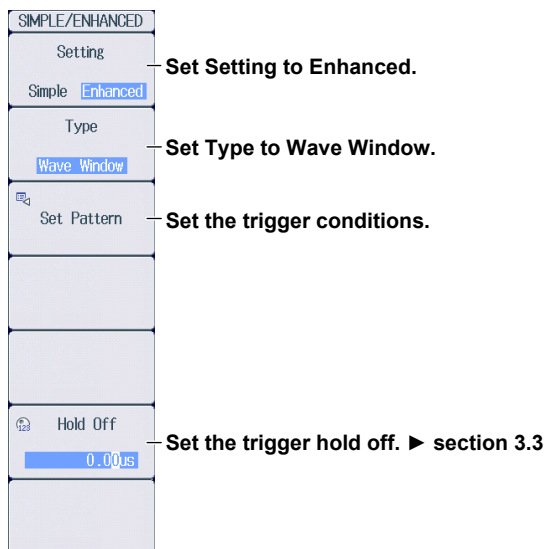 SIMPLE/ENHANCED
Setting
Simple Enhanced
Set Setting to Enhanced.
Type
Wave Window
Set Type to Wave Window.
Set Pattern
Set the trigger conditions.
123
Hold Off
0.00us
Set the trigger hold off. ► section 3.3